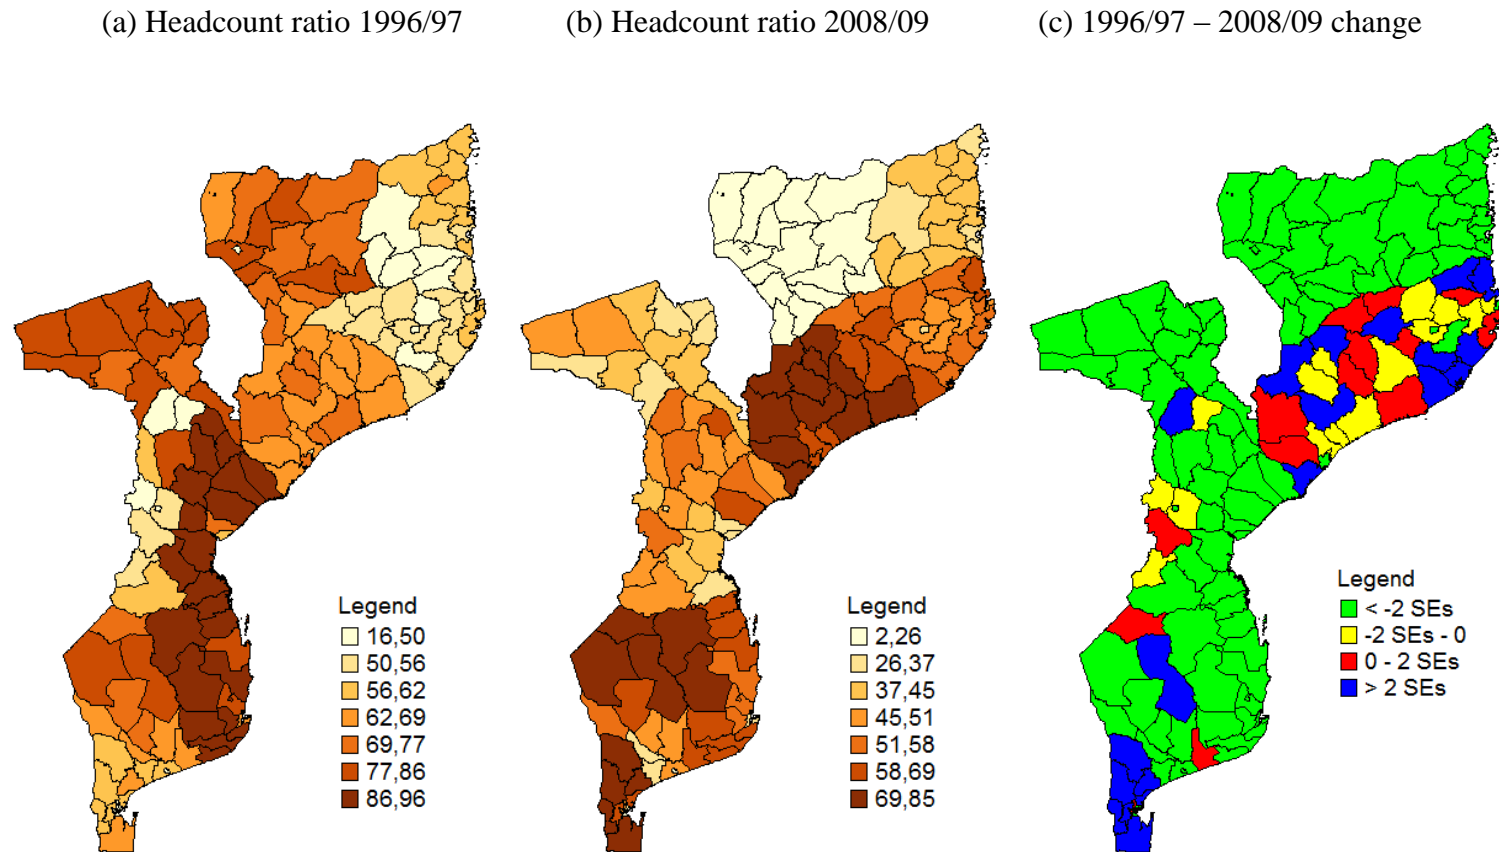 (a) Headcount ratio 1996/97
(b) Headcount ratio 2008/09
(c) 1996/97 – 2008/09 change
Legend
16,50
50,56
56,62
62,69
69,77
77,86
86,96
Legend
2,26
26,37
37,45
45,51
51,58
58,69
69,85
Legend
< -2 SEs
-2 SEs - 0
0 - 2 SEs
> 2 SEs